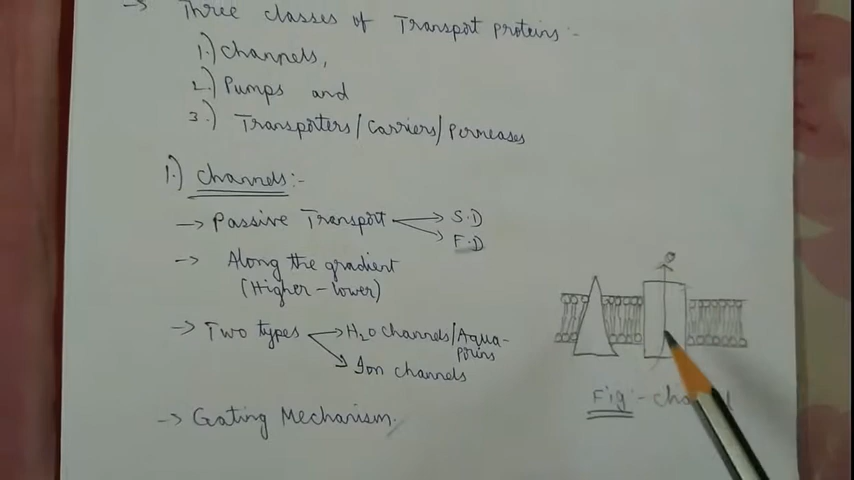 → Three classes of Transport proteins:-
1.) Channels,
2.) Pumps and
3.) Transporters/Carriers/Permeases
1.) Channels:-
→ Passive Transport → S.D
→ F.D
→ Along the gradient
(Higher-lower)
→ Two types → H₂O channels/Aqua-
porins
→ Ion channels
→ Gating Mechanism.
Fig:-